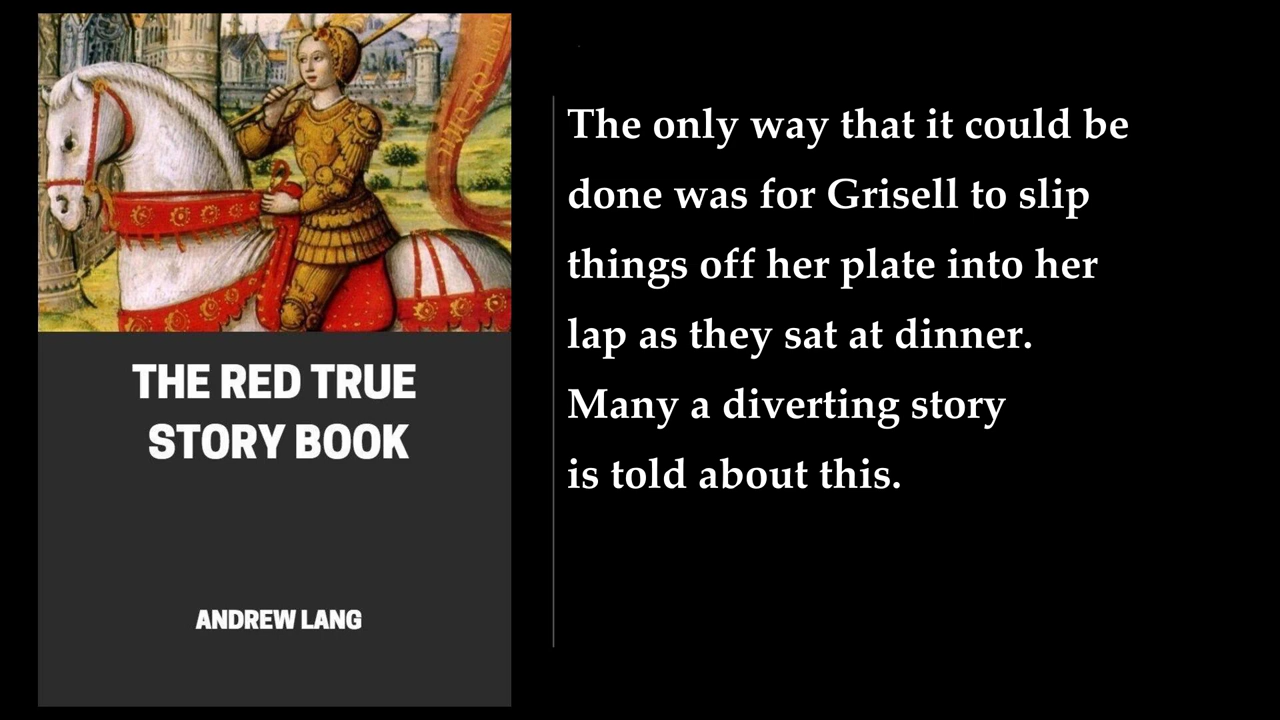 THE RED TRUE
STORY BOOK
ANDREW LANG
The only way that it could be
done was for Grisell to slip
things off her plate into her
lap as they sat at dinner.
Many a diverting story
is told about this.